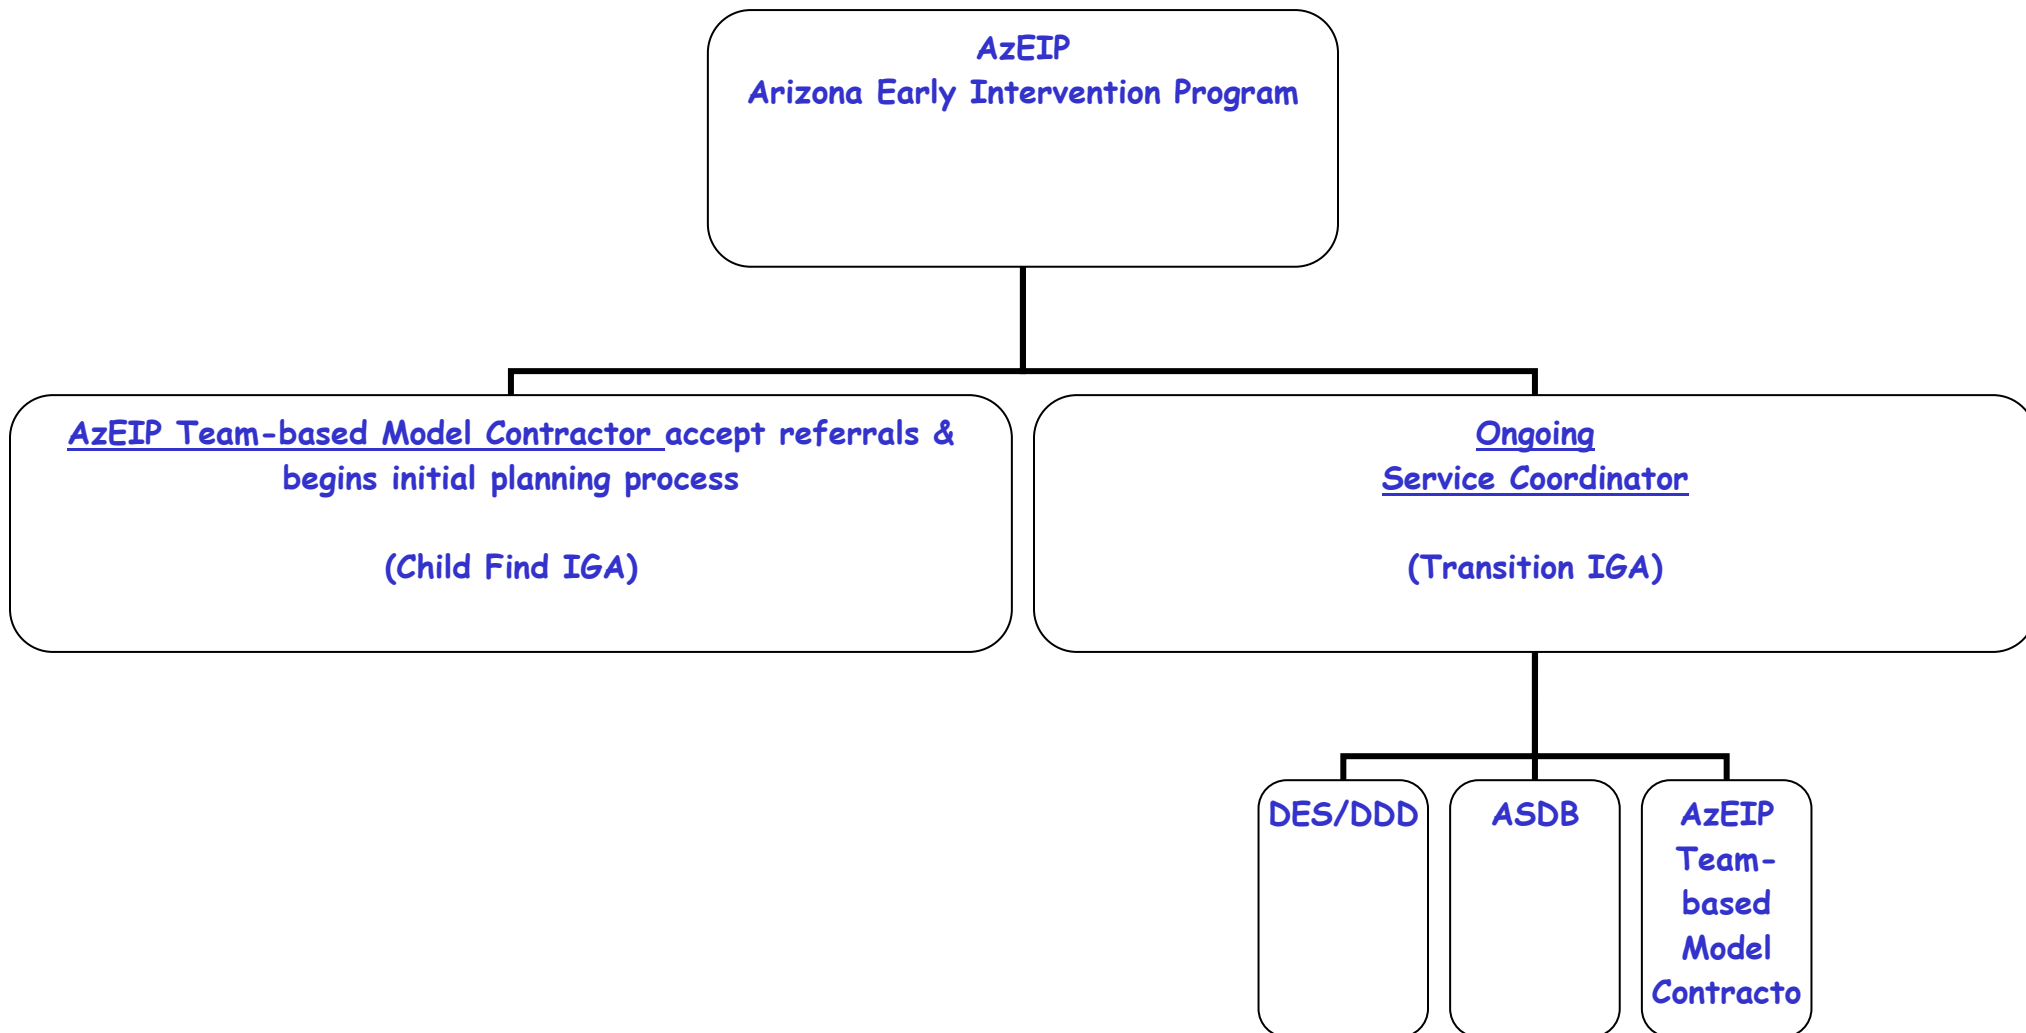 AzEIP
Arizona Early Intervention Program
AzEIP Team-based Model Contractor accept referrals &
begins initial planning process
(Child Find IGA)
Ongoing
Service Coordinator
(Transition IGA)
DES/DDD
ASDB
AzEIP
Team-
based
Model
Contracto